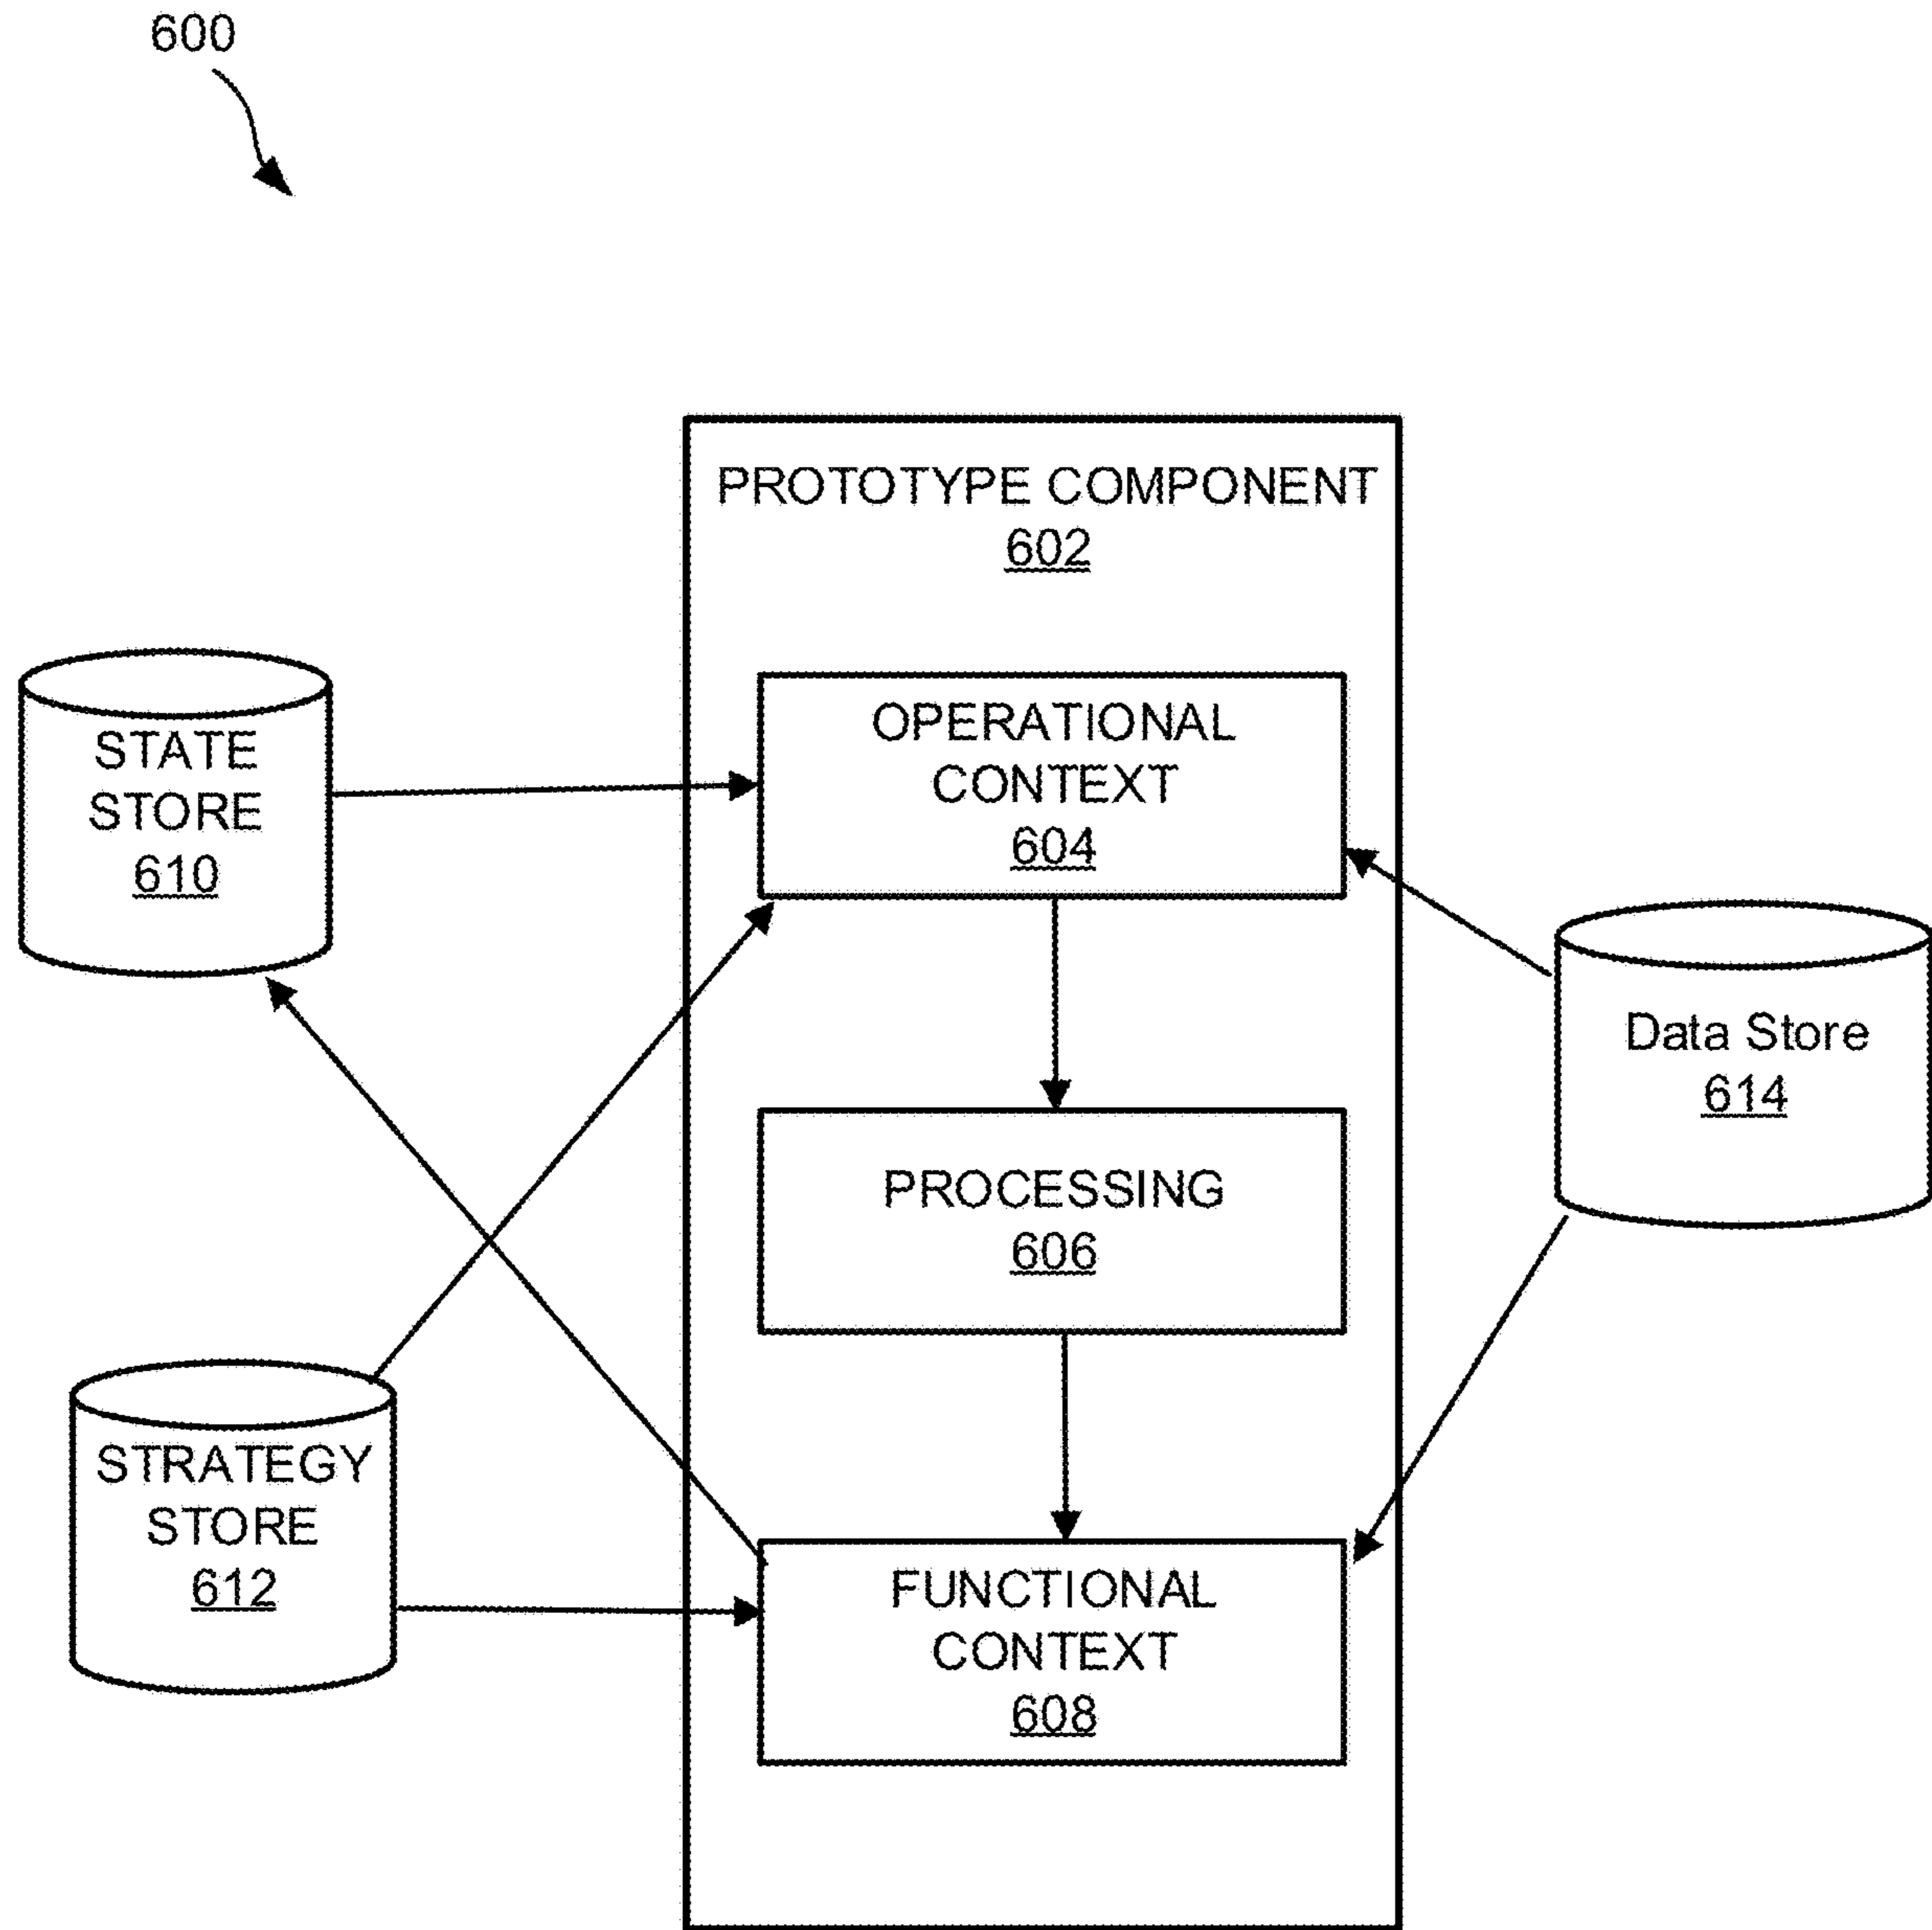 600
PROTOTYPE COMPONENT
602
OPERATIONAL
CONTEXT
604
STATE
STORE
610
Data Store
614
PROCESSING
606
STRATEGY
STORE
612
FUNCTIONAL
CONTEXT
608